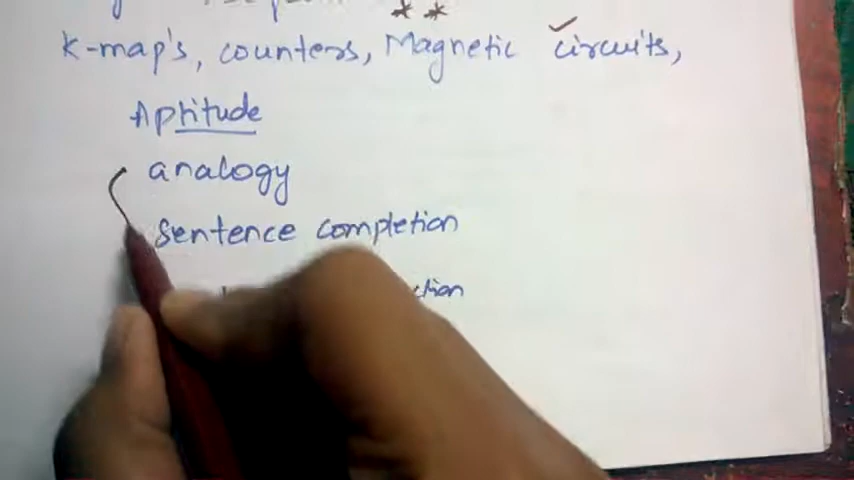 k-map's, counters, Magnetic circuits,
Aptitude
analogy
Sentence completion